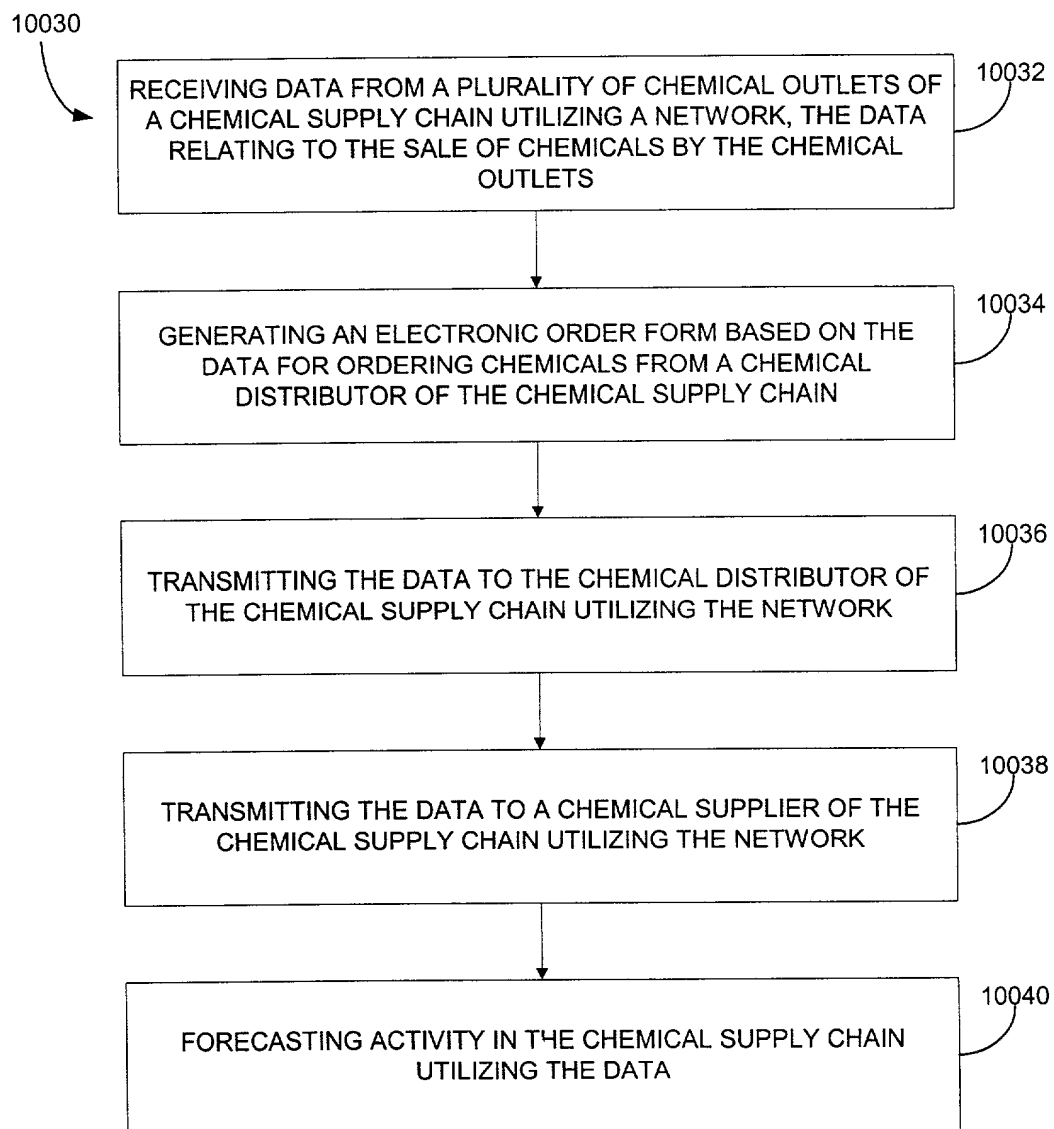 10030
RECEIVING DATA FROM A PLURALITY OF CHEMICAL OUTLETS OF
A CHEMICAL SUPPLY CHAIN UTILIZING A NETWORK, THE DATA
RELATING TO THE SALE OF CHEMICALS BY THE CHEMICAL
OUTLETS
10032
GENERATING AN ELECTRONIC ORDER FORM BASED ON THE
DATA FOR ORDERING CHEMICALS FROM A CHEMICAL
DISTRIBUTOR OF THE CHEMICAL SUPPLY CHAIN
10034
TRANSMITTING THE DATA TO THE CHEMICAL DISTRIBUTOR OF
THE CHEMICAL SUPPLY CHAIN UTILIZING THE NETWORK
10036
TRANSMITTING THE DATA TO A CHEMICAL SUPPLIER OF THE
CHEMICAL SUPPLY CHAIN UTILIZING THE NETWORK
10038
FORECASTING ACTIVITY IN THE CHEMICAL SUPPLY CHAIN
UTILIZING THE DATA
10040